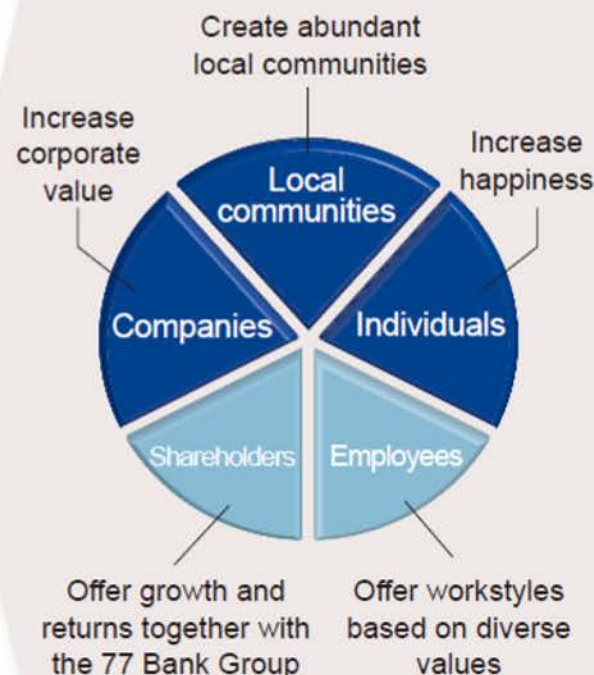 Create abundant
local communities
Increase
corporate
value
Increase
happiness
Local
communities
Companies
Individuals
Shareholders
Employees
Offer growth and
returns together with
the 77 Bank Group
Offer workstyles
based on diverse
values